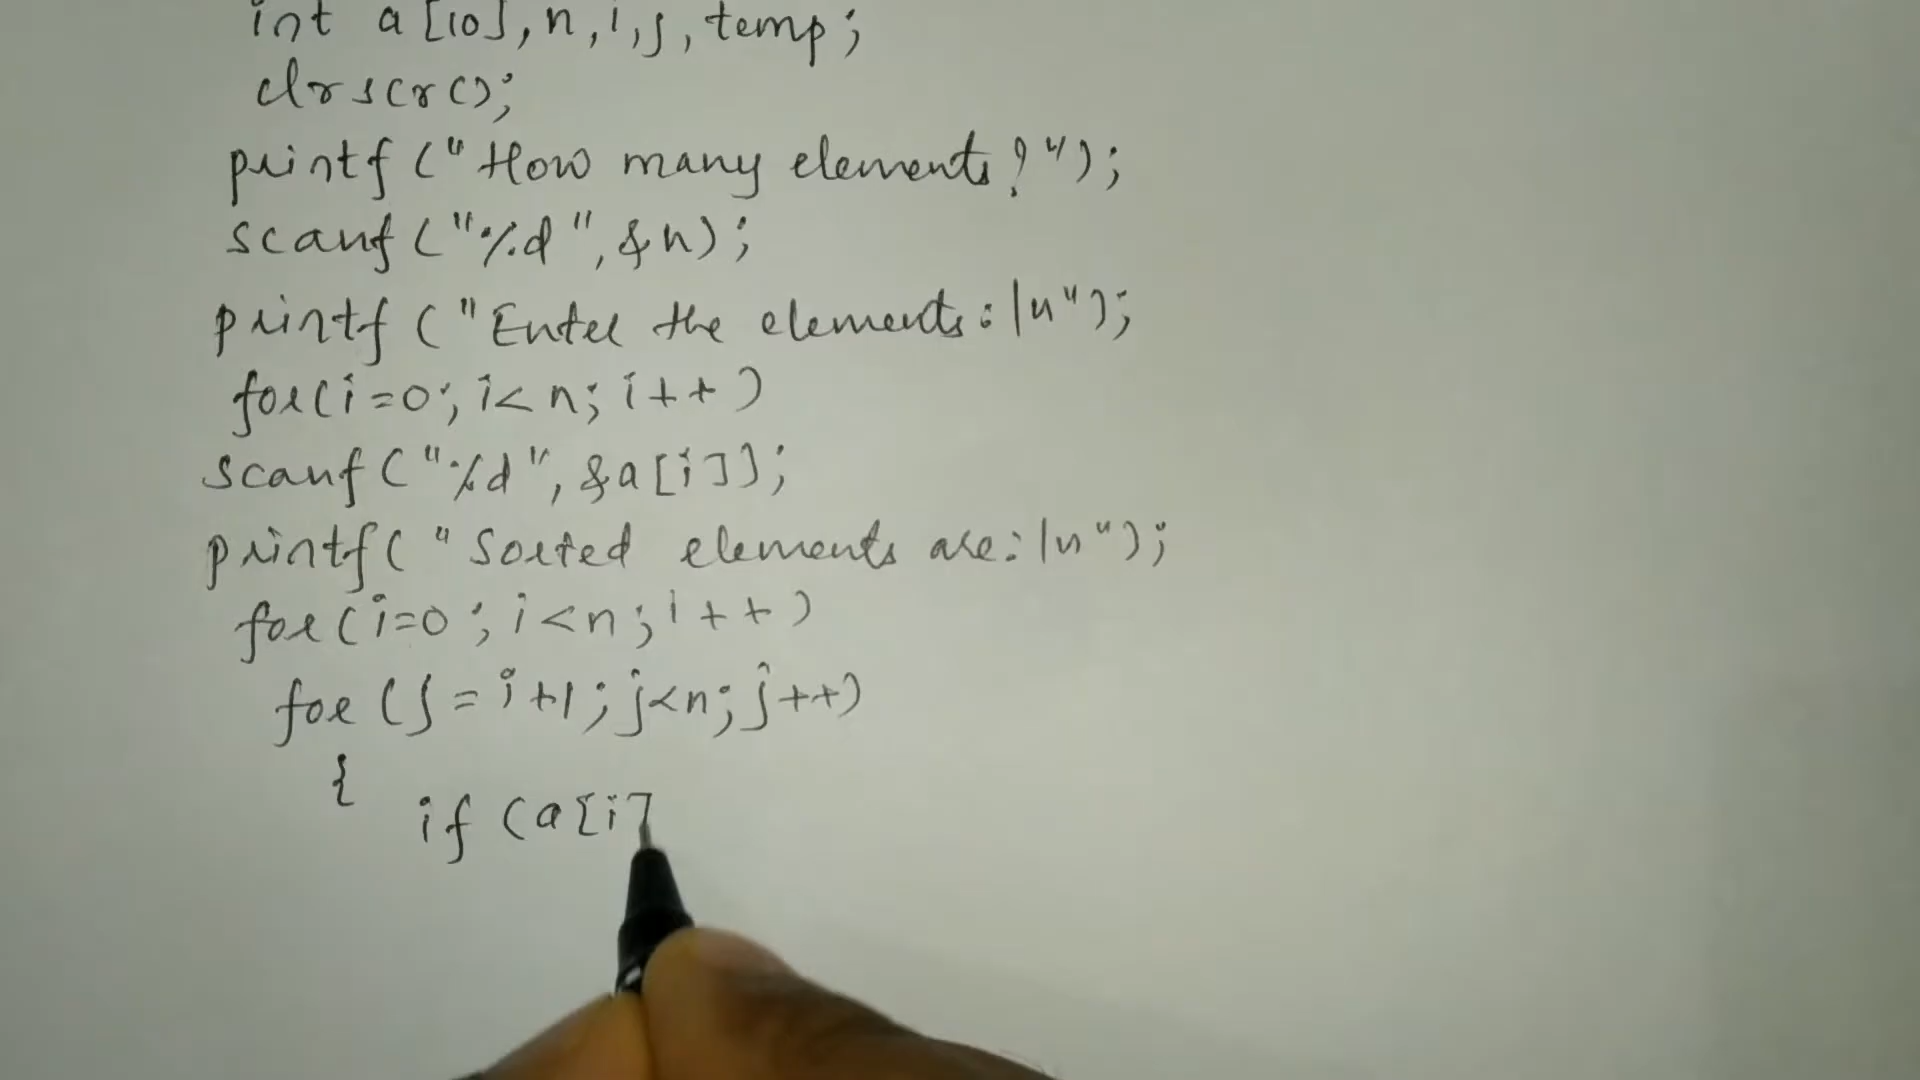 int a[10],n,i,j,temp;
clrscr();
printf("How many elements?");
scanf("%d",&n);
printf("Enter the elements:\n");
for(i=0;i<n;i++)
scanf("%d",&a[i]);
printf("Sorted elements are:\n");
for(i=0;i<n;i++)
for(j=i+1;j<n;j++)
{
if(a[i]